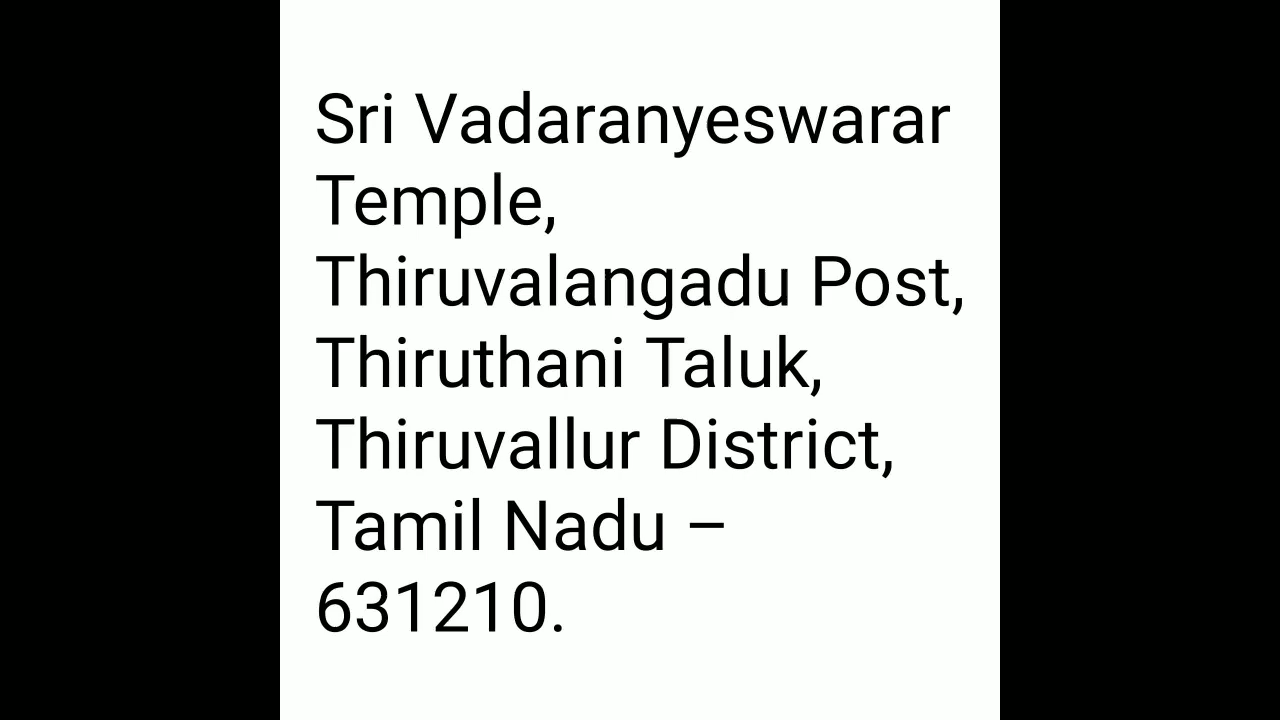 Sri Vadaranyeswarar
Temple,
Thiruvalangadu Post,
Thiruthani Taluk,
Thiruvallur District,
Tamil Nadu –
631210.